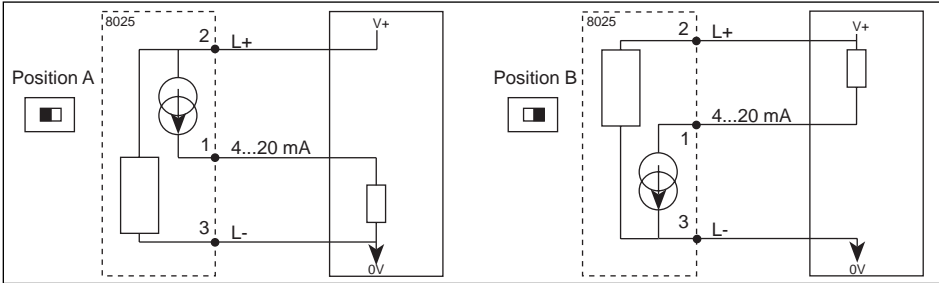 8025
V+
2
L+
Position A
1
4...20 mA
3
L-
0V
8025
V+
2
L+
Position B
1
4...20 mA
3
L-
0V